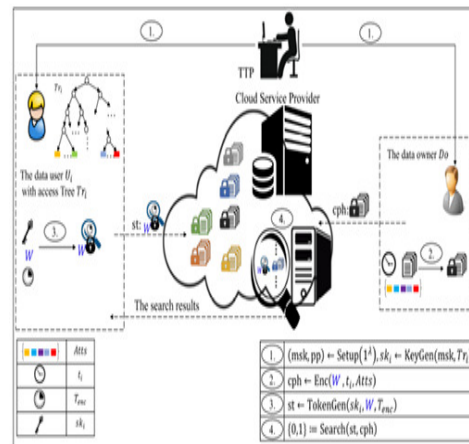 1.
1.
TTP
Cloud Service Provider
Tr_i
The data user U_i
with access Tree Tr_i
3.
W
W
st: W
cph:
4.
W
The data owner Do
2.
The search results
Atts
t_i
T_enc
sk_i
1. (msk, pp) ← Setup(1^λ), sk_i ← KeyGen(msk, Tr_i)
2. cph ← Enc(W, t_i, Atts)
3. st ← TokenGen(sk_i, W, T_enc)
4. {0,1} ≔ Search(st, cph)